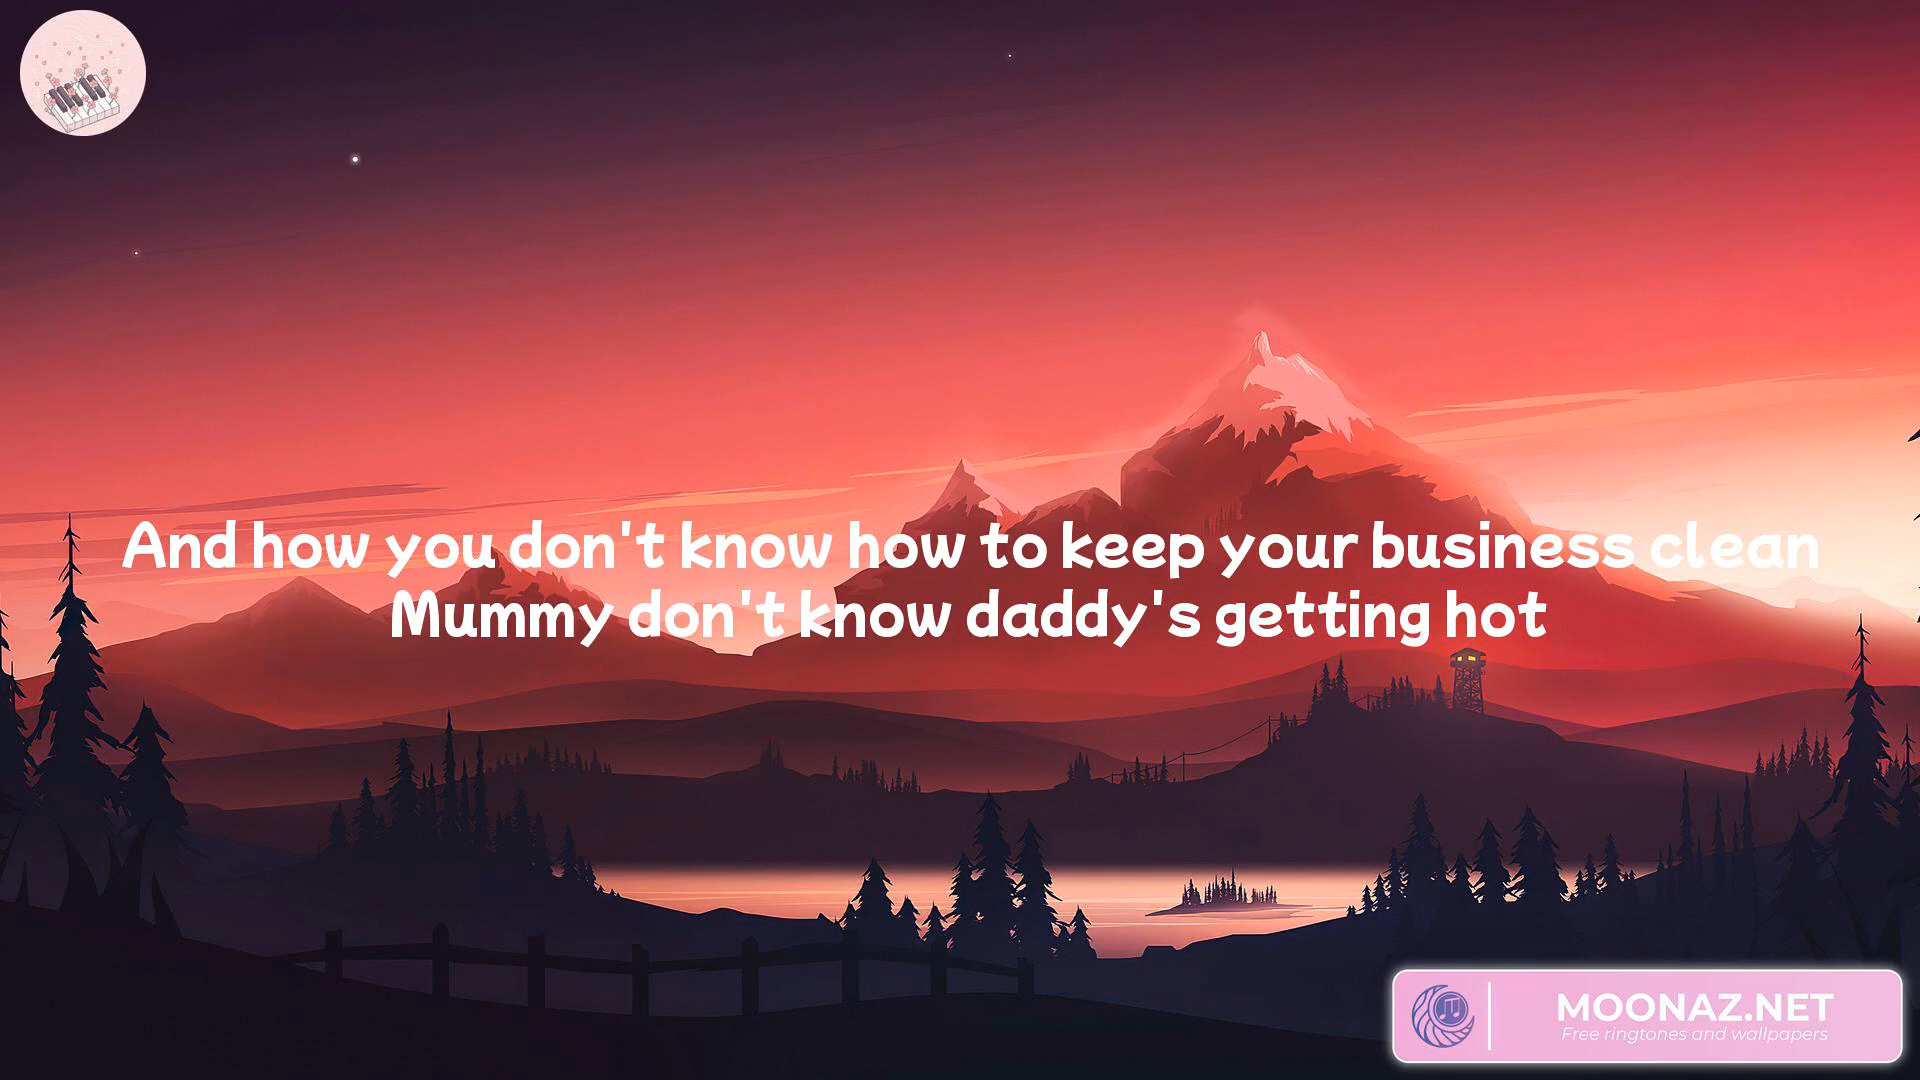 And how you don't know how to keep your business clean
Mummy don't know daddy's getting hot
MOONAZ.NET
Free ringtones and wallpapers